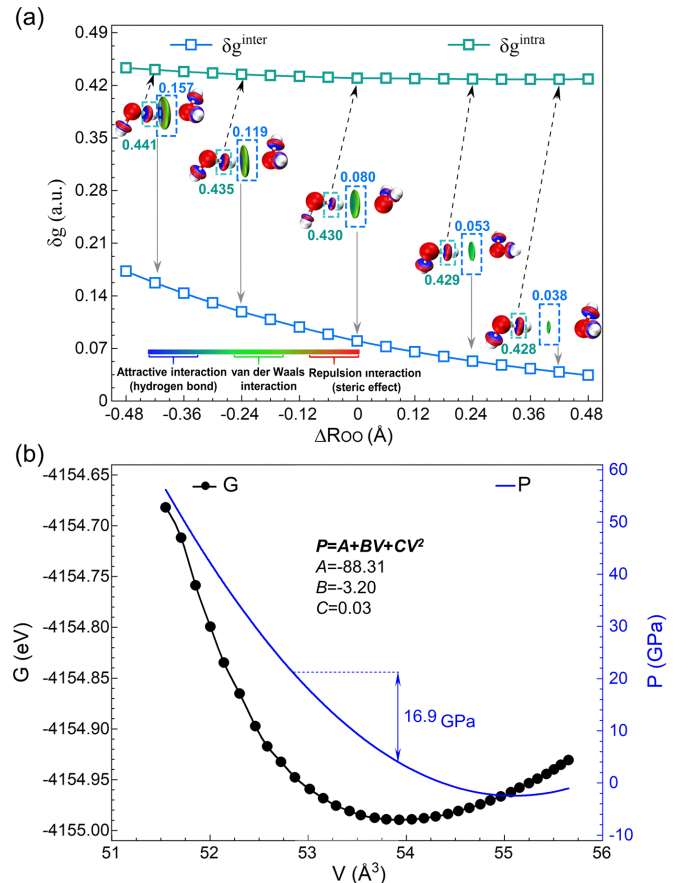 (a)
δg^inter
δg^intra
0.49
0.42
0.35
0.28
0.21
0.14
0.07
0
δg (a.u.)
0.157
0.441
0.119
0.435
0.080
0.430
0.053
0.429
0.038
0.428
Attractive interaction
(hydrogen bond)
van der Waals
interaction
Repulsion interaction
(steric effect)
-0.48 -0.36 -0.24 -0.12 0 0.12 0.24 0.36 0.48
ΔROO (Å)
(b)
G
P
-4154.65
-4154.70
-4154.75
-4154.80
-4154.85
-4154.90
-4154.95
-4155.00
G (eV)
P=A+BV+CV²
A=-88.31
B=-3.20
C=0.03
16.9 GPa
60
50
40
30
20
10
0
-10
P (GPa)
51 52 53 54 55 56
V (Å³)